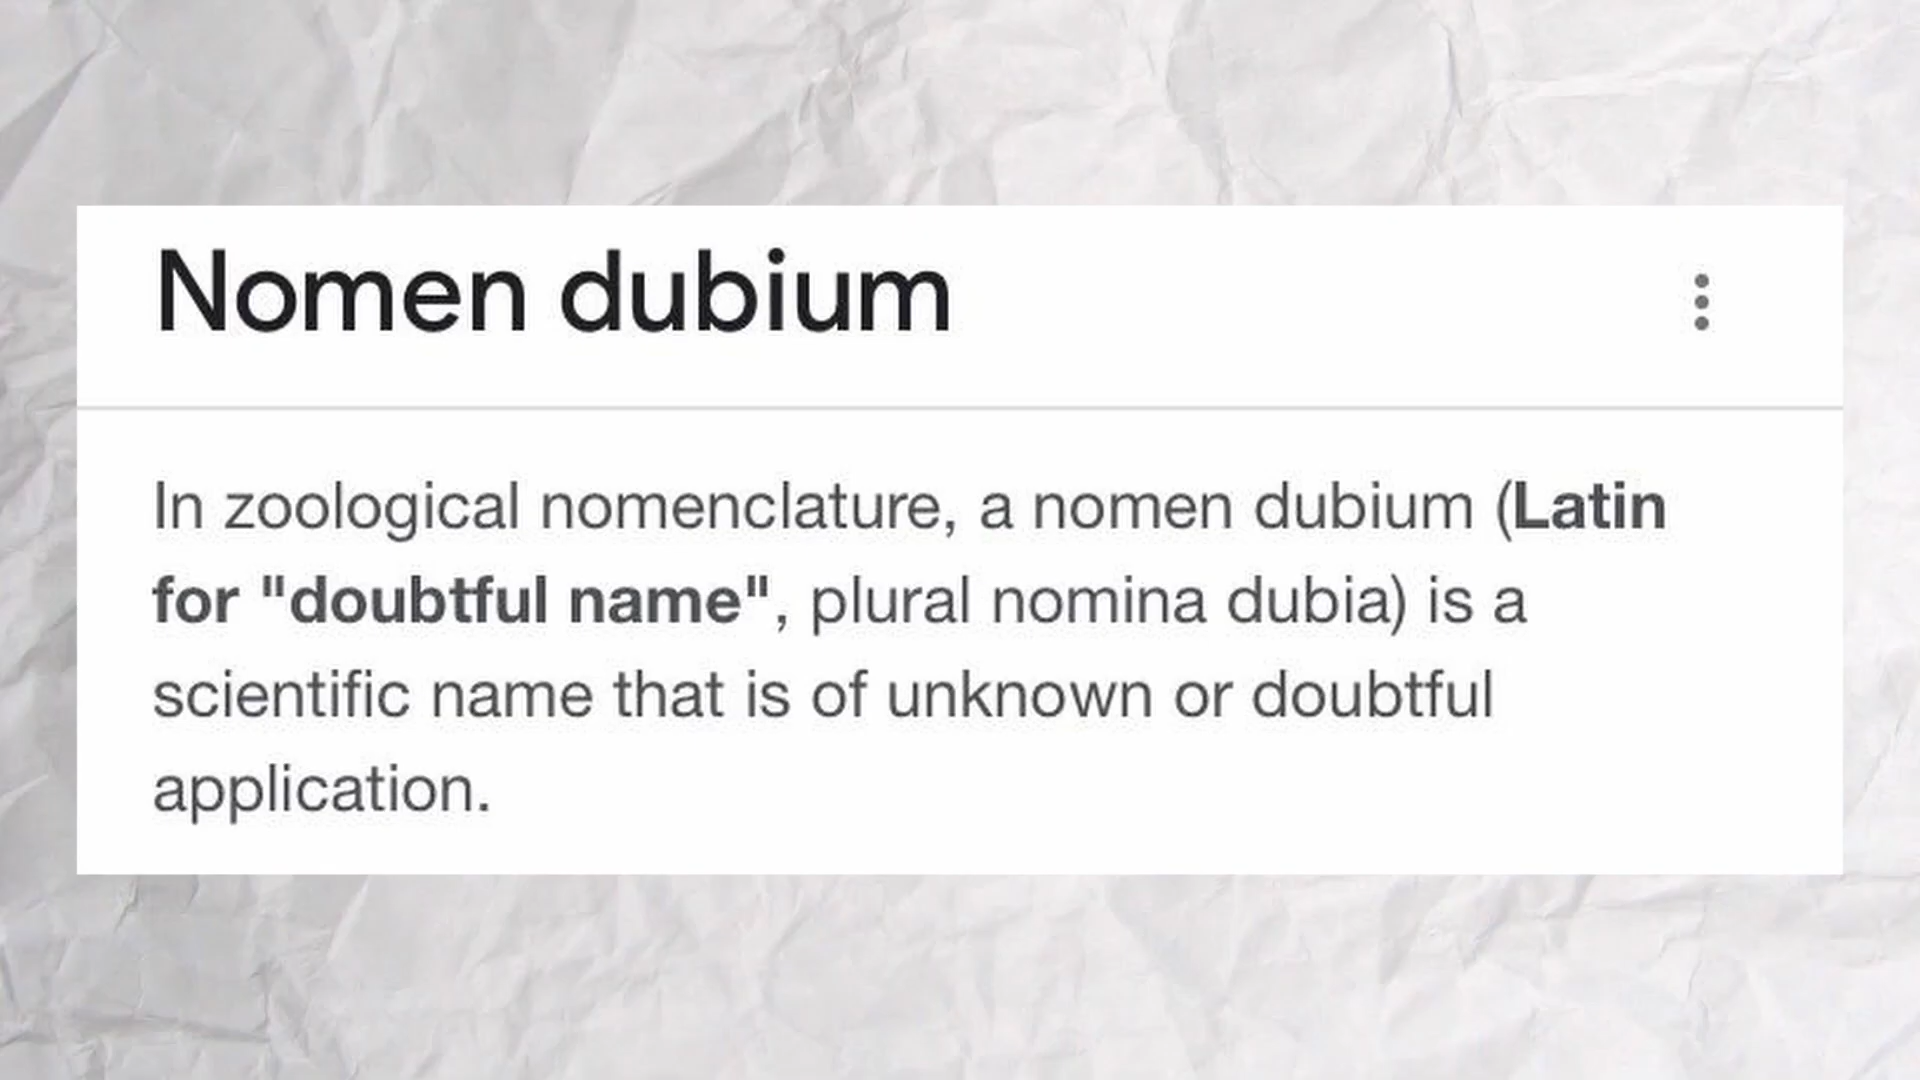 Nomen dubium
In zoological nomenclature, a nomen dubium (Latin
for "doubtful name", plural nomina dubia) is a
scientific name that is of unknown or doubtful
application.